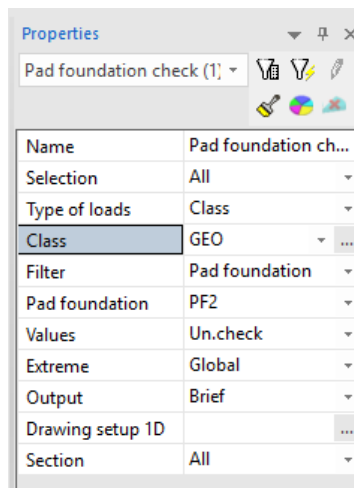 Properties
Pad foundation check (1)
Name Pad foundation ch...
Selection All
Type of loads Class
Class GEO ...
Filter Pad foundation
Pad foundation PF2
Values Un.check
Extreme Global
Output Brief
Drawing setup 1D ...
Section All